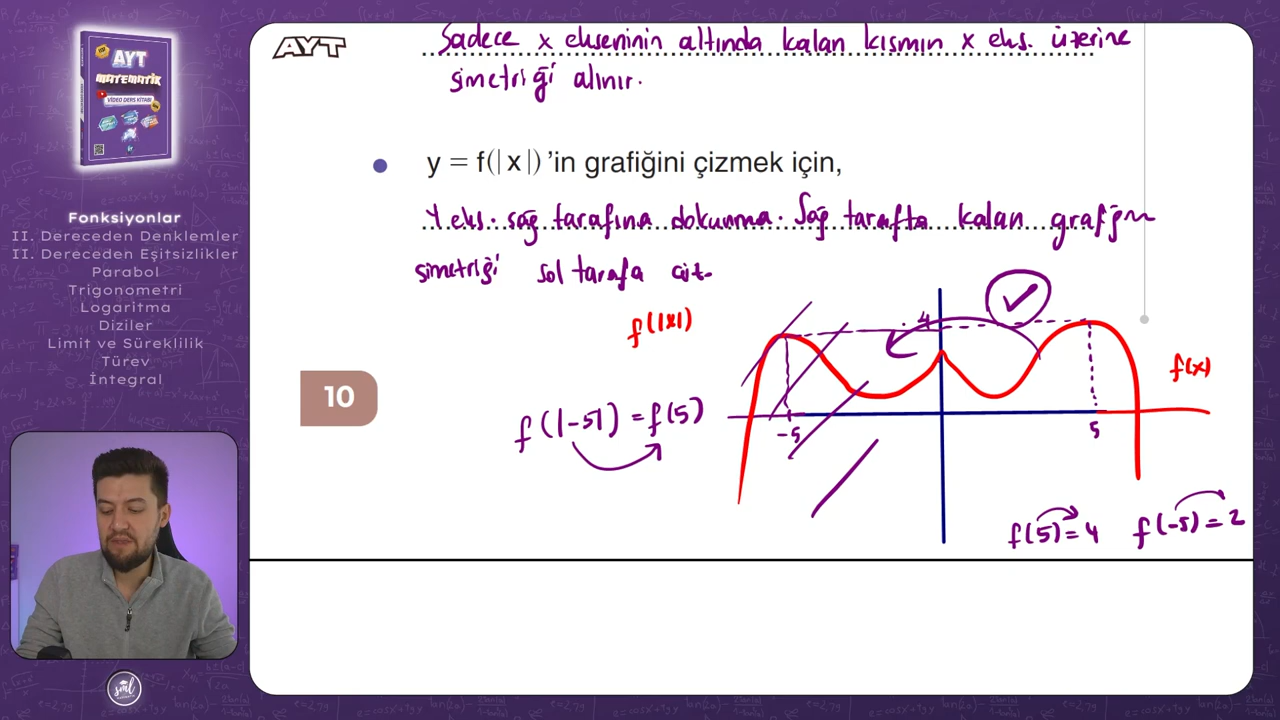 AYT
MATEMATİK
VİDEO DERS KİTABI
Fonksiyonlar
II. Dereceden Denklemler
II. Dereceden Eşitsizlikler
Parabol
Trigonometri
Logaritma
Diziler
Limit ve Süreklilik
Türev
İntegral
sml
AYT
Sadece x ekseninin altında kalan kısmın x eks. üzerine
simetriği alınır.
y = f(|x|)'in grafiğini çizmek için,
Y eks. sağ tarafına dokunma. Sağ tarafta kalan grafiğin
simetriği sol tarafa
f(|x|)
4
f(x)
10
f(|-5|) = f(5)
-5
5
f(5) = 4
f(-5) = 2